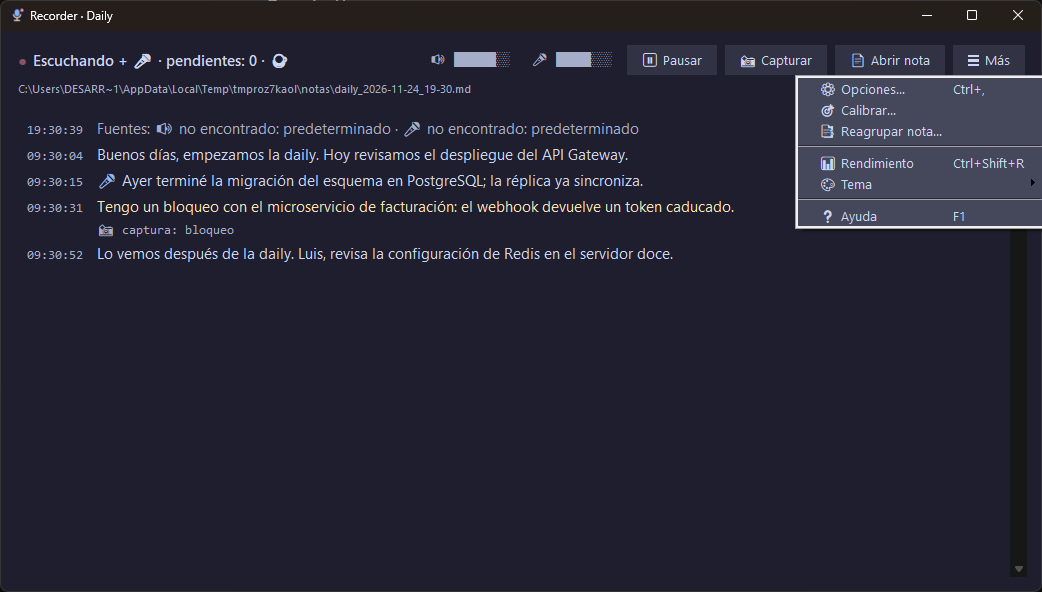 Recorder · Daily
Escuchando + · pendientes: 0 ·
Pausar
Capturar
Abrir nota
Más
C:\Users\DESARR~1\AppData\Local\Temp\tmproz7kaol\notas\daily_2026-11-24_19-30.md
Opciones... Ctrl+,
Calibrar...
Reagrupar nota...
Rendimiento Ctrl+Shift+R
Tema
? Ayuda F1
19:30:39 Fuentes: no encontrado: predeterminado · no encontrado: predeterminado
09:30:04 Buenos días, empezamos la daily. Hoy revisamos el despliegue del API Gateway.
09:30:15 Ayer terminé la migración del esquema en PostgreSQL; la réplica ya sincroniza.
09:30:31 Tengo un bloqueo con el microservicio de facturación: el webhook devuelve un token caducado.
captura: bloqueo
09:30:52 Lo vemos después de la daily. Luis, revisa la configuración de Redis en el servidor doce.